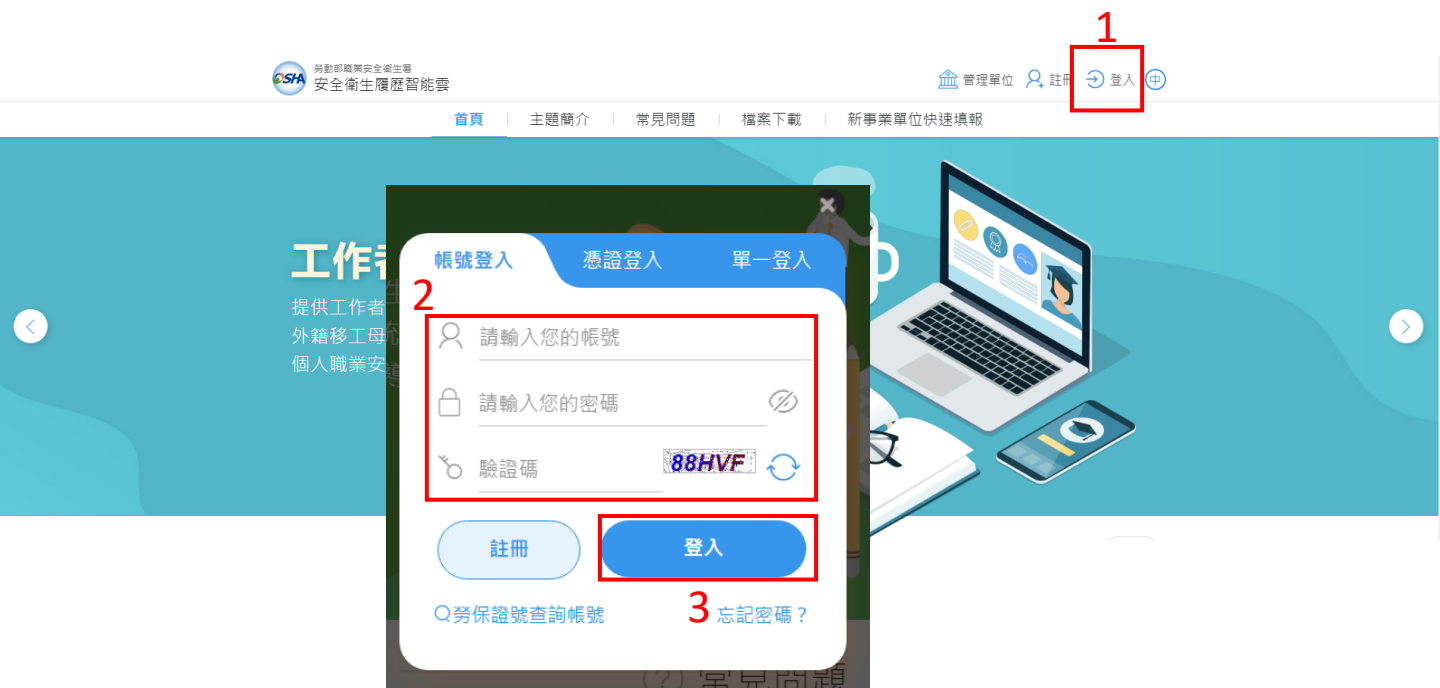 1
OSHA
勞動部職業安全衛生署
安全衛生履歷智能雲
管理單位 註冊 登入 中
首頁 主題簡介 常見問題 檔案下載 新事業單位快速填報
工作者
提供工作者
外籍移工母
個人職業安
帳號登入 憑證登入 單一登入
2
請輸入您的帳號
請輸入您的密碼
驗證碼 88HVF
註冊 登入
勞保證號查詢帳號 3 忘記密碼？
常見問題